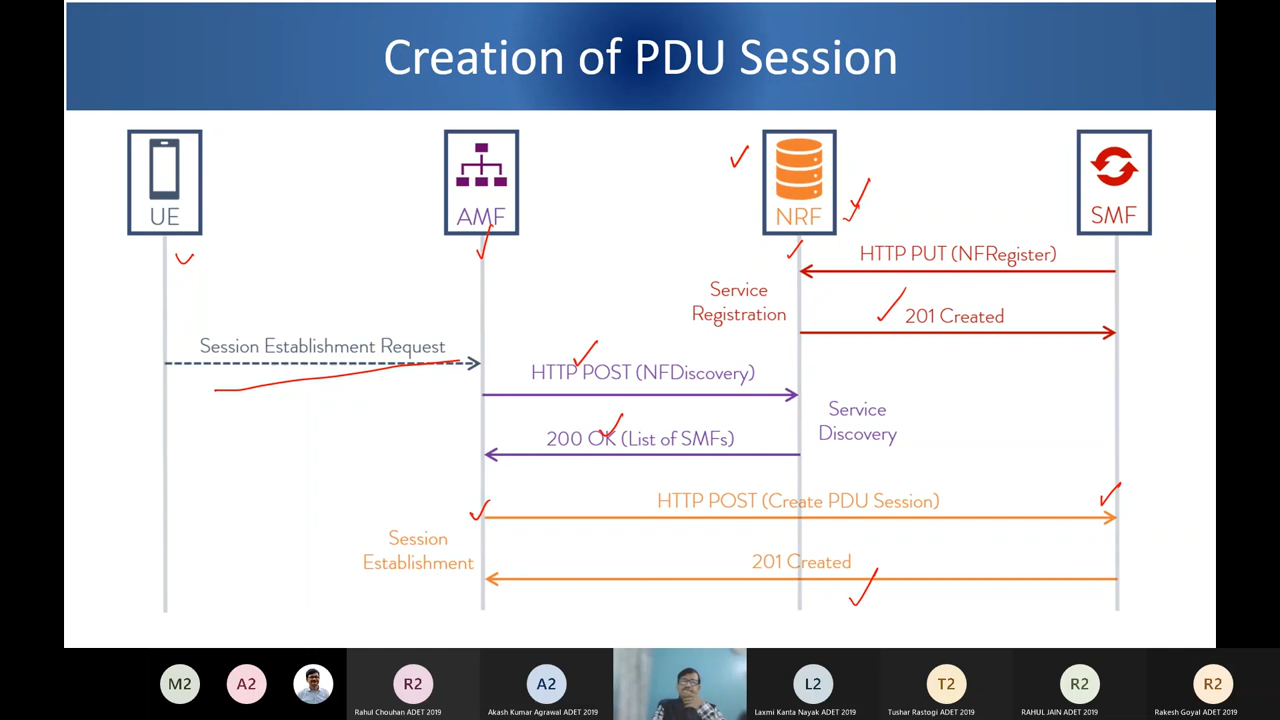 Creation of PDU Session
UE
AMF
NRF
SMF
HTTP PUT (NFRegister)
Service
Registration
201 Created
Session Establishment Request
HTTP POST (NFDiscovery)
Service
Discovery
200 OK (List of SMFs)
HTTP POST (Create PDU Session)
Session
Establishment
201 Created
M2
A2
R2
A2
L2
T2
R2
R2
Rahul Chouhan ADET 2019
Akash Kumar Agrawal ADET 2019
Laxmi Kanta Nayak ADET 2019
Tushar Rastogi ADET 2019
RAHUL JAIN ADET 2019
Rakesh Goyal ADET 2019